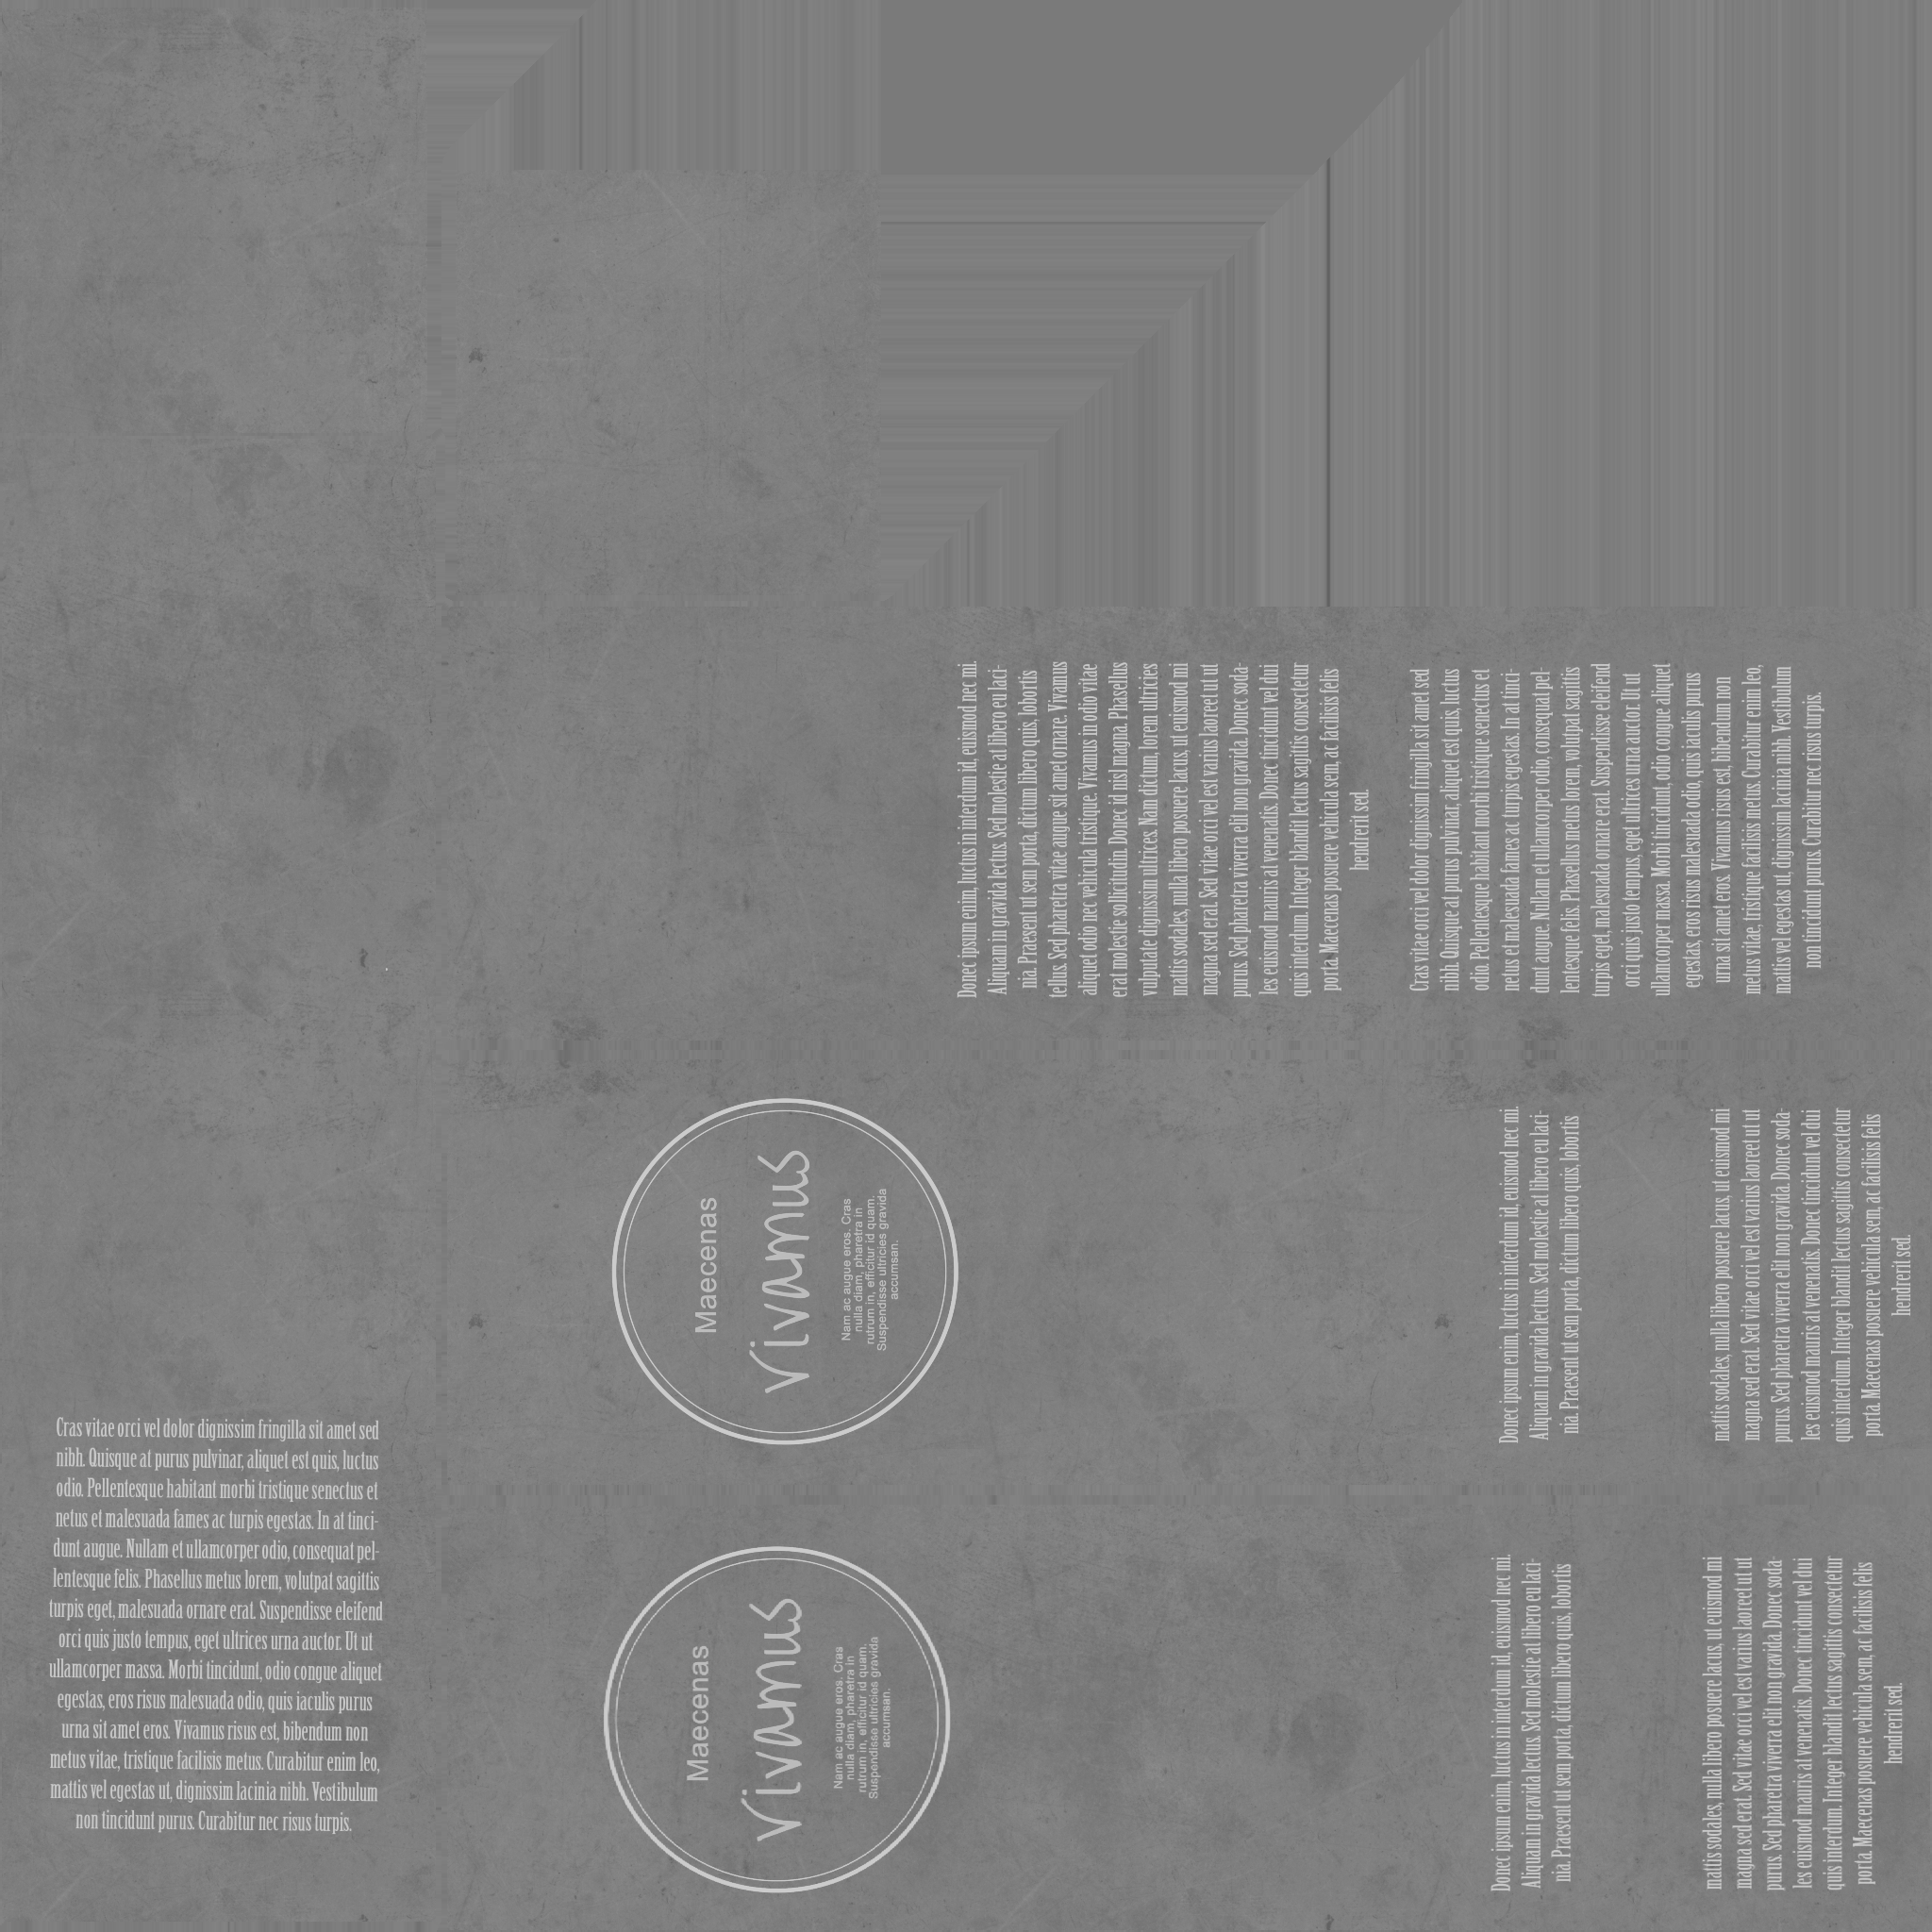 Donec ipsum enim, luctus in interdum id, euismod nec mi.
Aliquam in gravida lectus. Sed molestie at libero eu laci-
nia. Praesent ut sem porta, dictum libero quis, lobortis
tellus. Sed pharetra vitae augue sit amet ornare. Vivamus
aliquet odio nec vehicula tristique. Vivamus in odio vitae
erat molestie sollicitudin. Donec id nisl magna. Phasellus
vulputate dignissim ultrices. Nam dictum, lorem ultricies
mattis sodales, nulla libero posuere lacus, ut euismod mi
magna sed erat. Sed vitae orci vel est varius laoreet ut ut
purus. Sed pharetra viverra elit non gravida. Donec soda-
les euismod mauris at venenatis. Donec tincidunt vel dui
quis interdum. Integer blandit lectus sagittis consectetur
porta. Maecenas posuere vehicula sem, ac facilisis felis
hendrerit sed.
Cras vitae orci vel dolor dignissim fringilla sit amet sed
nibh. Quisque at purus pulvinar, aliquet est quis, luctus
odio. Pellentesque habitant morbi tristique senectus et
netus et malesuada fames ac turpis egestas. In at tinci-
dunt augue. Nullam et ullamcorper odio, consequat pel-
lentesque felis. Phasellus metus lorem, volutpat sagittis
turpis eget, malesuada ornare erat. Suspendisse eleifend
orci quis justo tempus, eget ultrices urna auctor. Ut ut
ullamcorper massa. Morbi tincidunt, odio congue aliquet
egestas, eros risus malesuada odio, quis iaculis purus
urna sit amet eros. Vivamus risus est, bibendum non
metus vitae, tristique facilisis metus. Curabitur enim leo,
mattis vel egestas ut, dignissim lacinia nibh. Vestibulum
non tincidunt purus. Curabitur nec risus turpis.
Maecenas
Vivamus
Nam ac augue eros. Cras
nulla diam, pharetra in
rutrum in, efficitur id quam.
Suspendisse ultricies gravida
accumsan.
Donec ipsum enim, luctus in interdum id, euismod nec mi.
Aliquam in gravida lectus. Sed molestie at libero eu laci-
nia. Praesent ut sem porta, dictum libero quis, lobortis
mattis sodales, nulla libero posuere lacus, ut euismod mi
magna sed erat. Sed vitae orci vel est varius laoreet ut ut
purus. Sed pharetra viverra elit non gravida. Donec soda-
les euismod mauris at venenatis. Donec tincidunt vel dui
quis interdum. Integer blandit lectus sagittis consectetur
porta. Maecenas posuere vehicula sem, ac facilisis felis
hendrerit sed.
Cras vitae orci vel dolor dignissim fringilla sit amet sed
nibh. Quisque at purus pulvinar, aliquet est quis, luctus
odio. Pellentesque habitant morbi tristique senectus et
netus et malesuada fames ac turpis egestas. In at tinci-
dunt augue. Nullam et ullamcorper odio, consequat pel-
lentesque felis. Phasellus metus lorem, volutpat sagittis
turpis eget, malesuada ornare erat. Suspendisse eleifend
orci quis justo tempus, eget ultrices urna auctor. Ut ut
ullamcorper massa. Morbi tincidunt, odio congue aliquet
egestas, eros risus malesuada odio, quis iaculis purus
urna sit amet eros. Vivamus risus est, bibendum non
metus vitae, tristique facilisis metus. Curabitur enim leo,
mattis vel egestas ut, dignissim lacinia nibh. Vestibulum
non tincidunt purus. Curabitur nec risus turpis.
Maecenas
Vivamus
Nam ac augue eros. Cras
nulla diam, pharetra in
rutrum in, efficitur id quam.
Suspendisse ultricies gravida
accumsan.
Donec ipsum enim, luctus in interdum id, euismod nec mi.
Aliquam in gravida lectus. Sed molestie at libero eu laci-
nia. Praesent ut sem porta, dictum libero quis, lobortis
mattis sodales, nulla libero posuere lacus, ut euismod mi
magna sed erat. Sed vitae orci vel est varius laoreet ut ut
purus. Sed pharetra viverra elit non gravida. Donec soda-
les euismod mauris at venenatis. Donec tincidunt vel dui
quis interdum. Integer blandit lectus sagittis consectetur
porta. Maecenas posuere vehicula sem, ac facilisis felis
hendrerit sed.